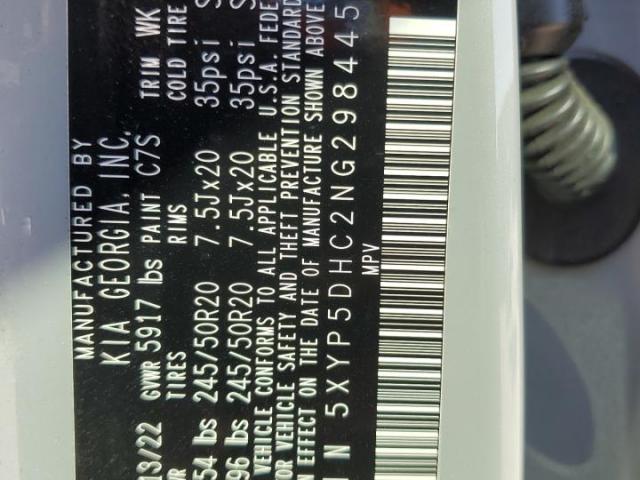 MANUFACTURED BY
KIA GEORGIA, INC.
13/22 GVWR 5917 lbs PAINT C7S TRIM WK
WR TIRES RIMS COLD TIRE
54 lbs 245/50R20 7.5Jx20 35psi S
96 lbs 245/50R20 7.5Jx20 35psi S
VEHICLE CONFORMS TO ALL APPLICABLE U.S.A. FEDE
OR VEHICLE SAFETY AND THEFT PREVENTION STANDARD
N EFFECT ON THE DATE OF MANUFACTURE SHOWN ABOVE
IN 5XYP5DHC2NG298445
MPV